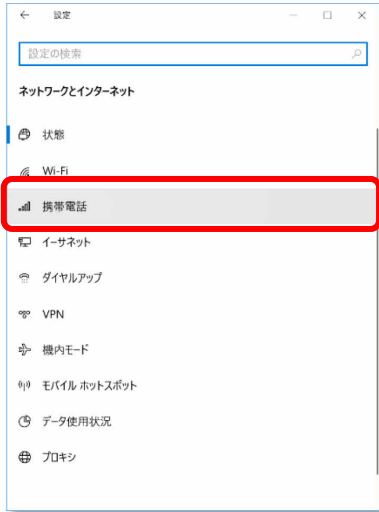 設定
設定の検索
ネットワークとインターネット
状態
Wi-Fi
携帯電話
イーサネット
ダイヤルアップ
VPN
機内モード
モバイル ホットスポット
データ使用状況
プロキシ